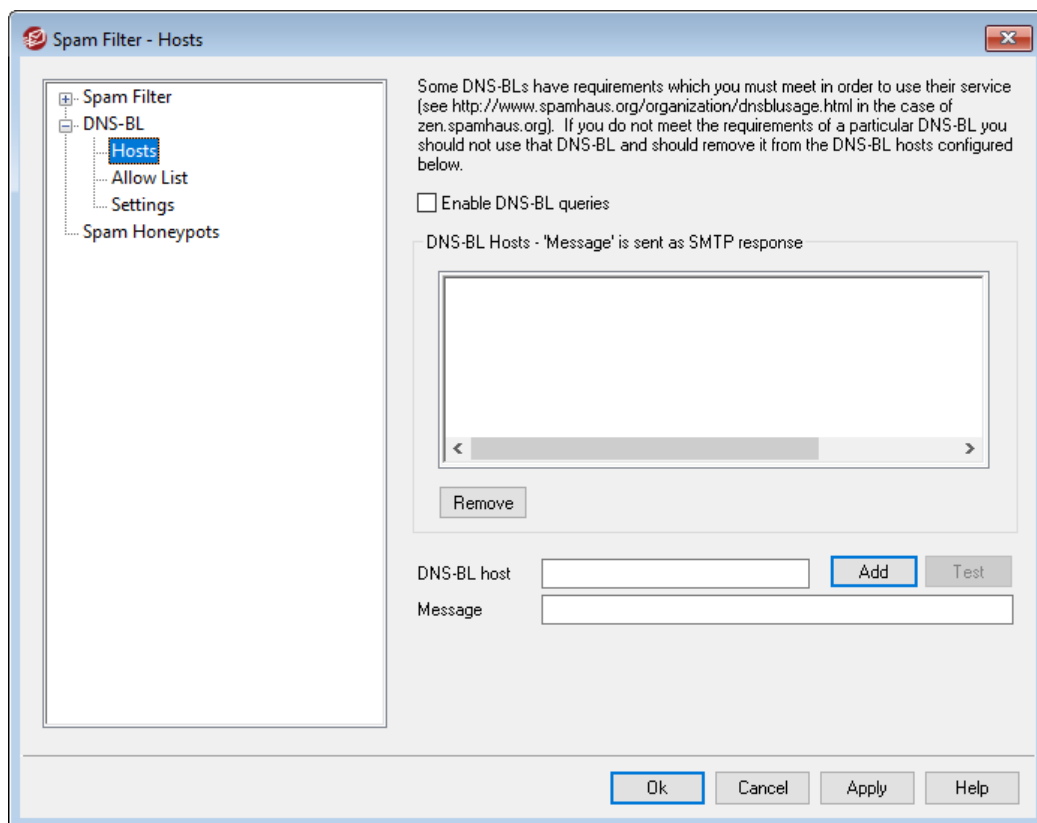 Spam Filter - Hosts
Spam Filter
DNS-BL
Hosts
Allow List
Settings
Spam Honeypots
Some DNS-BLs have requirements which you must meet in order to use their service
(see http://www.spamhaus.org/organization/dnsblusage.html in the case of
zen.spamhaus.org).  If you do not meet the requirements of a particular DNS-BL you
should not use that DNS-BL and should remove it from the DNS-BL hosts configured
below.
Enable DNS-BL queries
DNS-BL Hosts - 'Message' is sent as SMTP response
Remove
DNS-BL host
Add
Test
Message
Ok
Cancel
Apply
Help